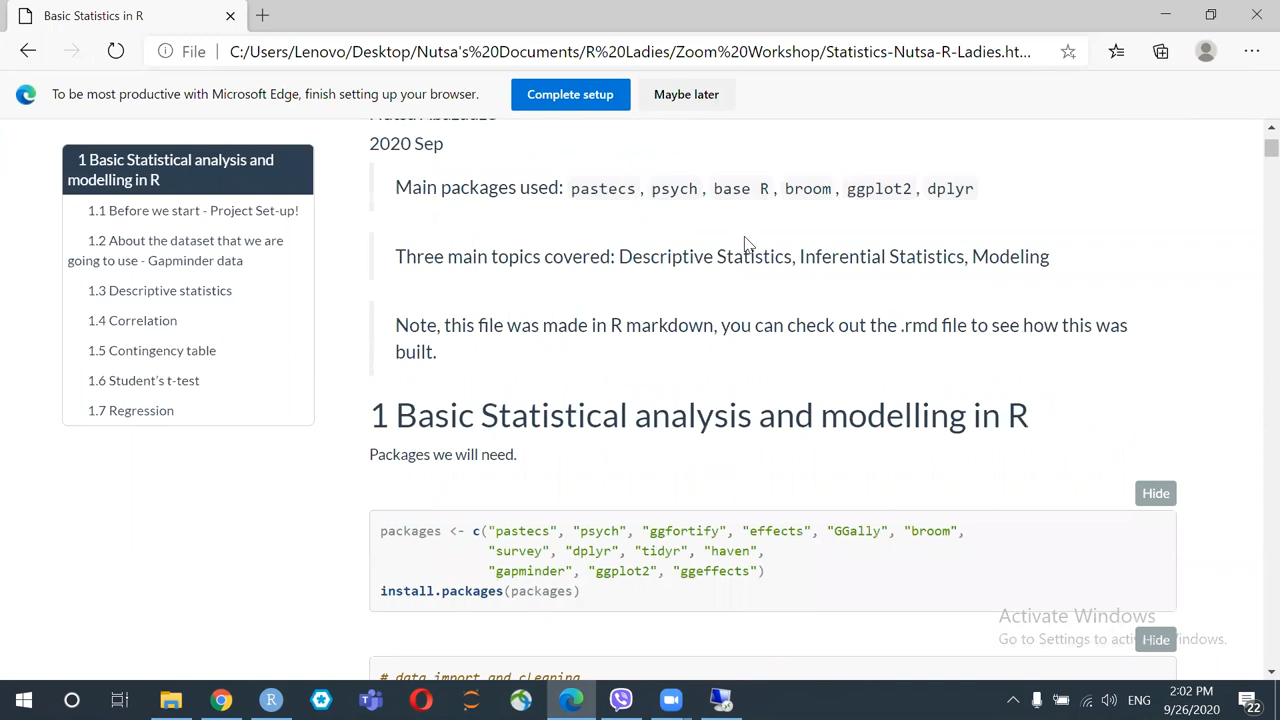 Basic Statistics in R
File
C:/Users/Lenovo/Desktop/Nutsa's%20Documents/R%20Ladies/Zoom%20Workshop/Statistics-Nutsa-R-Ladies.ht...
To be most productive with Microsoft Edge, finish setting up your browser.
Complete setup
Maybe later
1 Basic Statistical analysis and
modelling in R
1.1 Before we start - Project Set-up!
1.2 About the dataset that we are
going to use - Gapminder data
1.3 Descriptive statistics
1.4 Correlation
1.5 Contingency table
1.6 Student's t-test
1.7 Regression
2020 Sep
Main packages used: pastecs, psych, base R, broom, ggplot2, dplyr
Three main topics covered: Descriptive Statistics, Inferential Statistics, Modeling
Note, this file was made in R markdown, you can check out the .rmd file to see how this was
built.
1 Basic Statistical analysis and modelling in R
Packages we will need.
Hide
packages <- c("pastecs", "psych", "ggfortify", "effects", "GGally", "broom",
"survey", "dplyr", "tidyr", "haven",
"gapminder", "ggplot2", "ggeffects")
install.packages(packages)
Activate Windows
Go to Settings to activate Windows.
Hide
# data import and cleaning
ENG
2:02 PM
9/26/2020
22